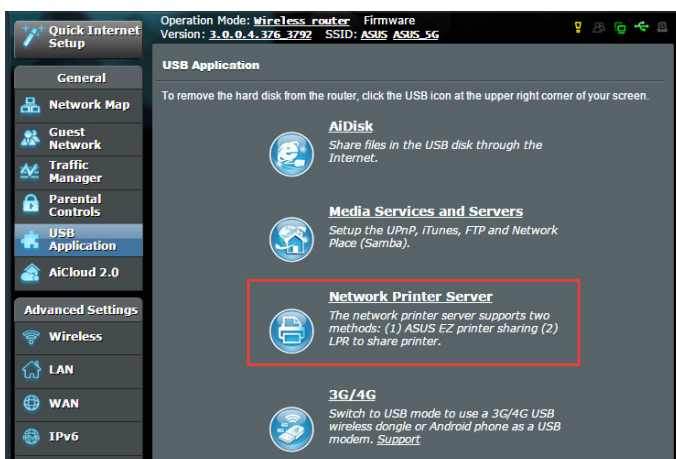 Quick Internet
Setup
Operation Mode: Wireless router Firmware
Version: 3.0.0.4.376_3792 SSID: ASUS ASUS_5G
General
Network Map
Guest
Network
Traffic
Manager
Parental
Controls
USB
Application
AiCloud 2.0
Advanced Settings
Wireless
LAN
WAN
IPv6
USB Application
To remove the hard disk from the router, click the USB icon at the upper right corner of your screen.
AiDisk
Share files in the USB disk through the
Internet.
Media Services and Servers
Setup the UPnP, iTunes, FTP and Network
Place (Samba).
Network Printer Server
The network printer server supports two
methods: (1) ASUS EZ printer sharing (2)
LPR to share printer.
3G/4G
Switch to USB mode to use a 3G/4G USB
wireless dongle or Android phone as a USB
modem. Support